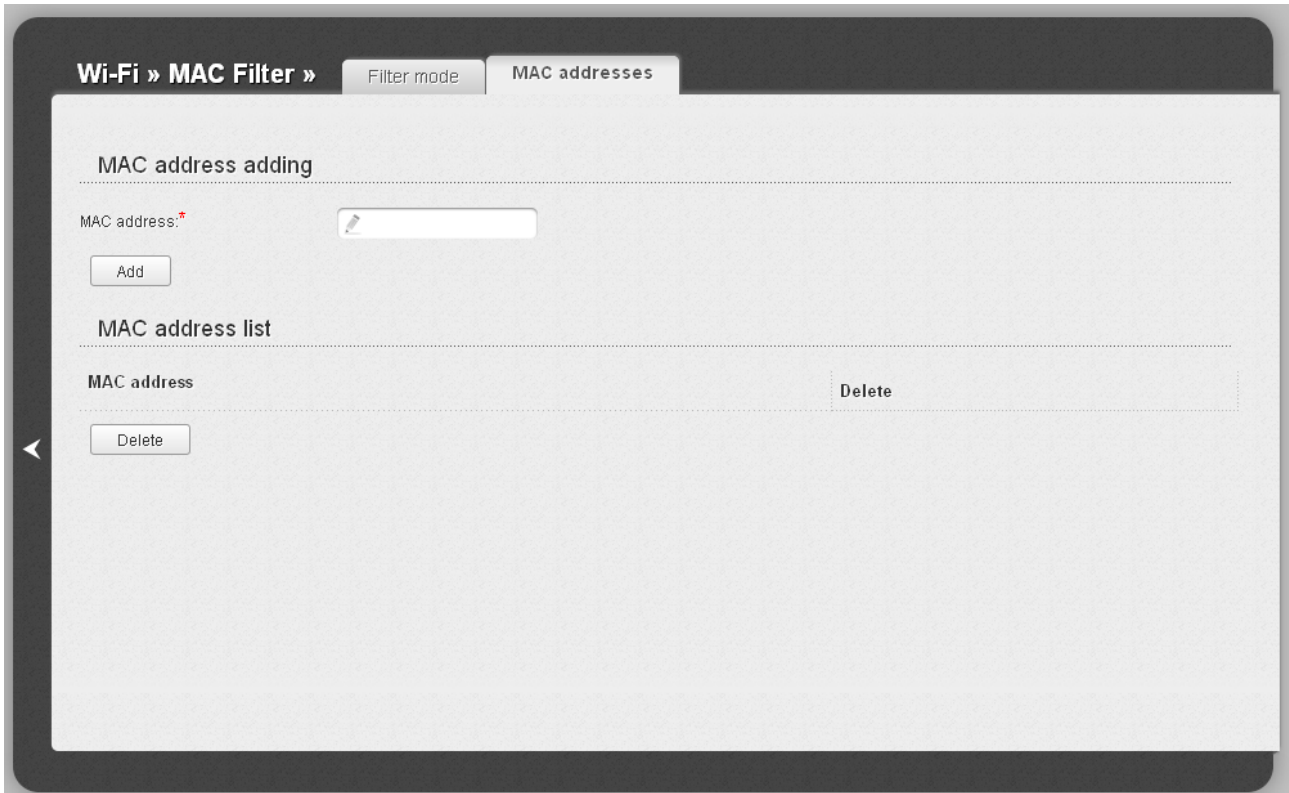 Wi-Fi » MAC Filter » Filter mode MAC addresses
MAC address adding
MAC address:*
Add
MAC address list
MAC address Delete
Delete